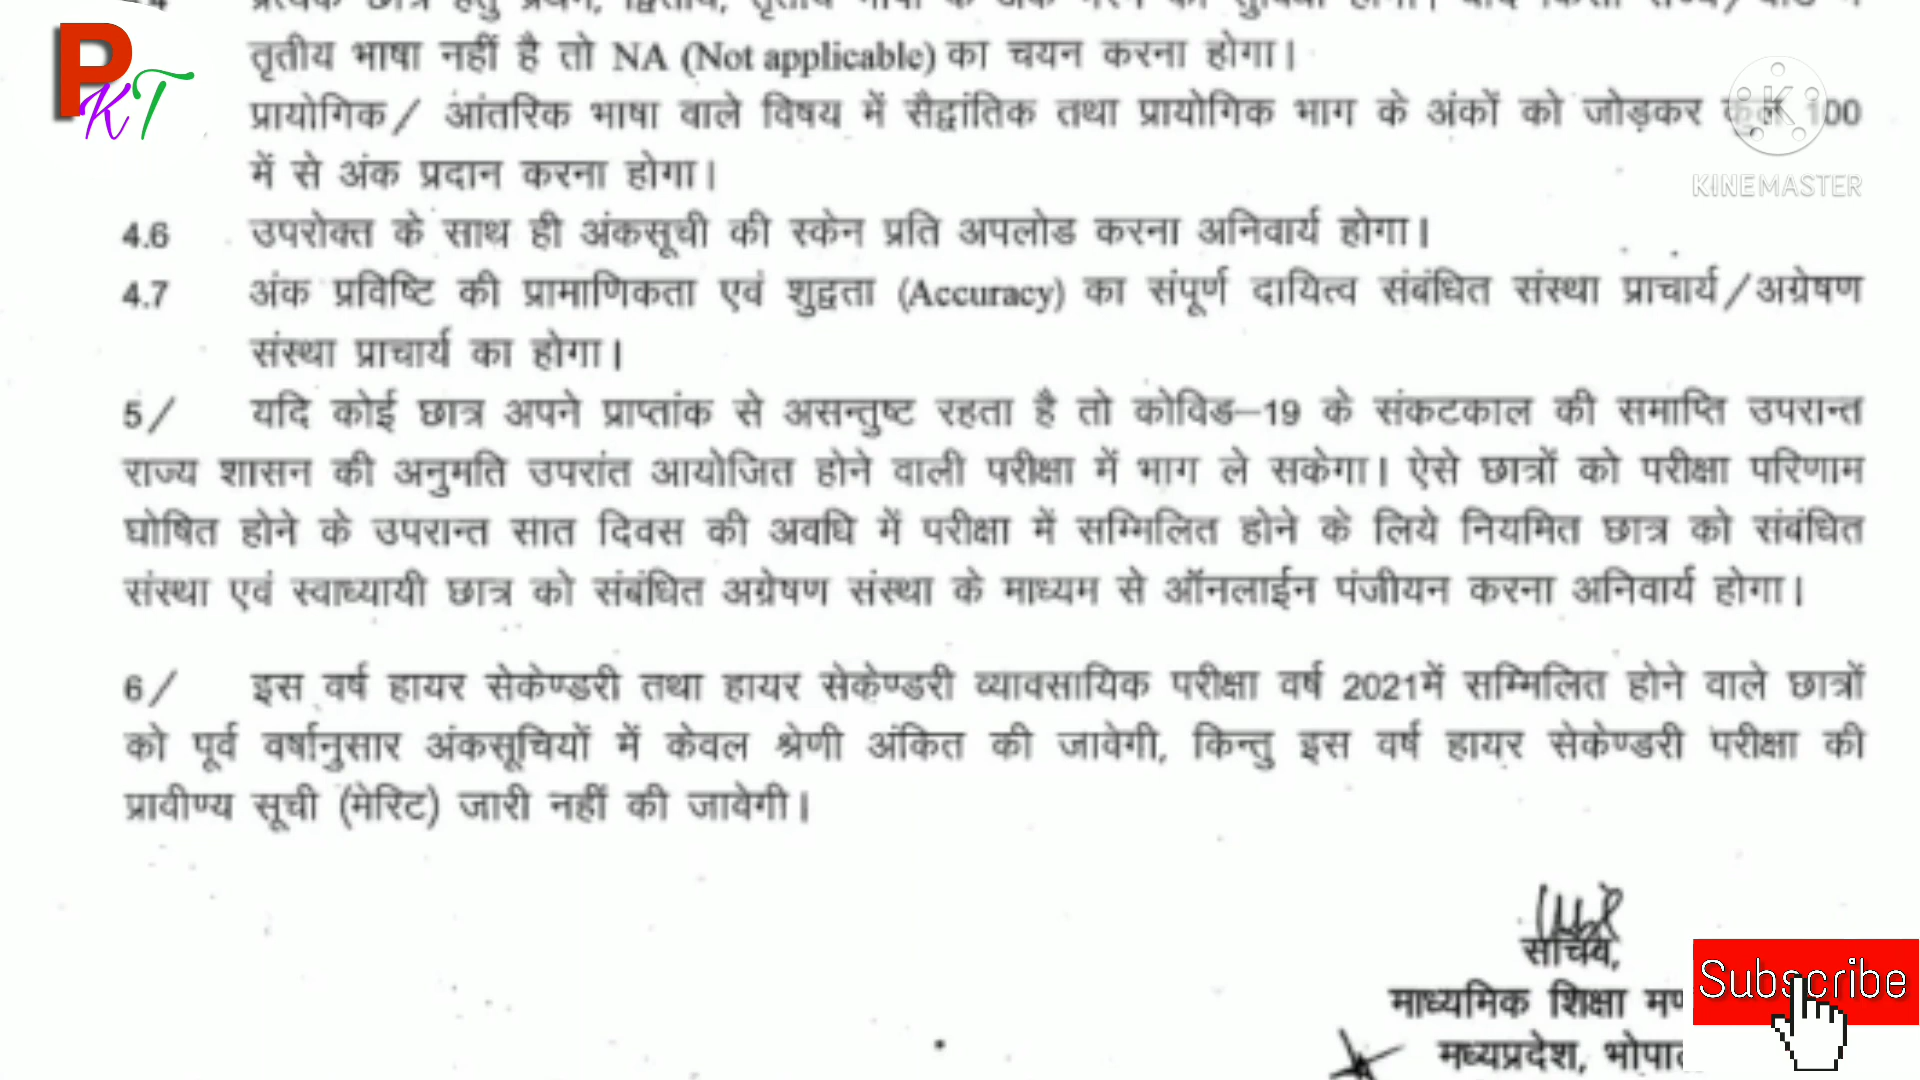 तृतीय भाषा नहीं है तो NA (Not applicable) का चयन करना होगा।
प्रायोगिक/ आंतरिक भाषा वाले विषय में सैद्वांतिक तथा प्रायोगिक भाग के अंकों को जोड़कर कुल 100
में से अंक प्रदान करना होगा।
4.6 उपरोक्त के साथ ही अंकसूची की स्केन प्रति अपलोड करना अनिवार्य होगा।
4.7 अंक प्रविष्टि की प्रामाणिकता एवं शुद्वता (Accuracy) का संपूर्ण दायित्व संबंधित संस्था प्राचार्य/अग्रेषण
संस्था प्राचार्य का होगा।
5/ यदि कोई छात्र अपने प्राप्तांक से असन्तुष्ट रहता है तो कोविड–19 के संकटकाल की समाप्ति उपरान्त
राज्य शासन की अनुमति उपरांत आयोजित होने वाली परीक्षा में भाग ले सकेगा। ऐसे छात्रों को परीक्षा परिणाम
घोषित होने के उपरान्त सात दिवस की अवधि में परीक्षा में सम्मिलित होने के लिये नियमित छात्र को संबंधित
संस्था एवं स्वाध्यायी छात्र को संबंधित अग्रेषण संस्था के माध्यम से ऑनलाईन पंजीयन करना अनिवार्य होगा।
6/ इस वर्ष हायर सेकेण्डरी तथा हायर सेकेण्डरी व्यावसायिक परीक्षा वर्ष 2021में सम्मिलित होने वाले छात्रों
को पूर्व वर्षानुसार अंकसूचियों में केवल श्रेणी अंकित की जावेगी, किन्तु इस वर्ष हायर सेकेण्डरी परीक्षा की
प्रावीण्य सूची (मेरिट) जारी नहीं की जावेगी।
सचिव,
माध्यमिक शिक्षा
मध्यप्रदेश,
PKT
K
KINEMASTER
Subscribe